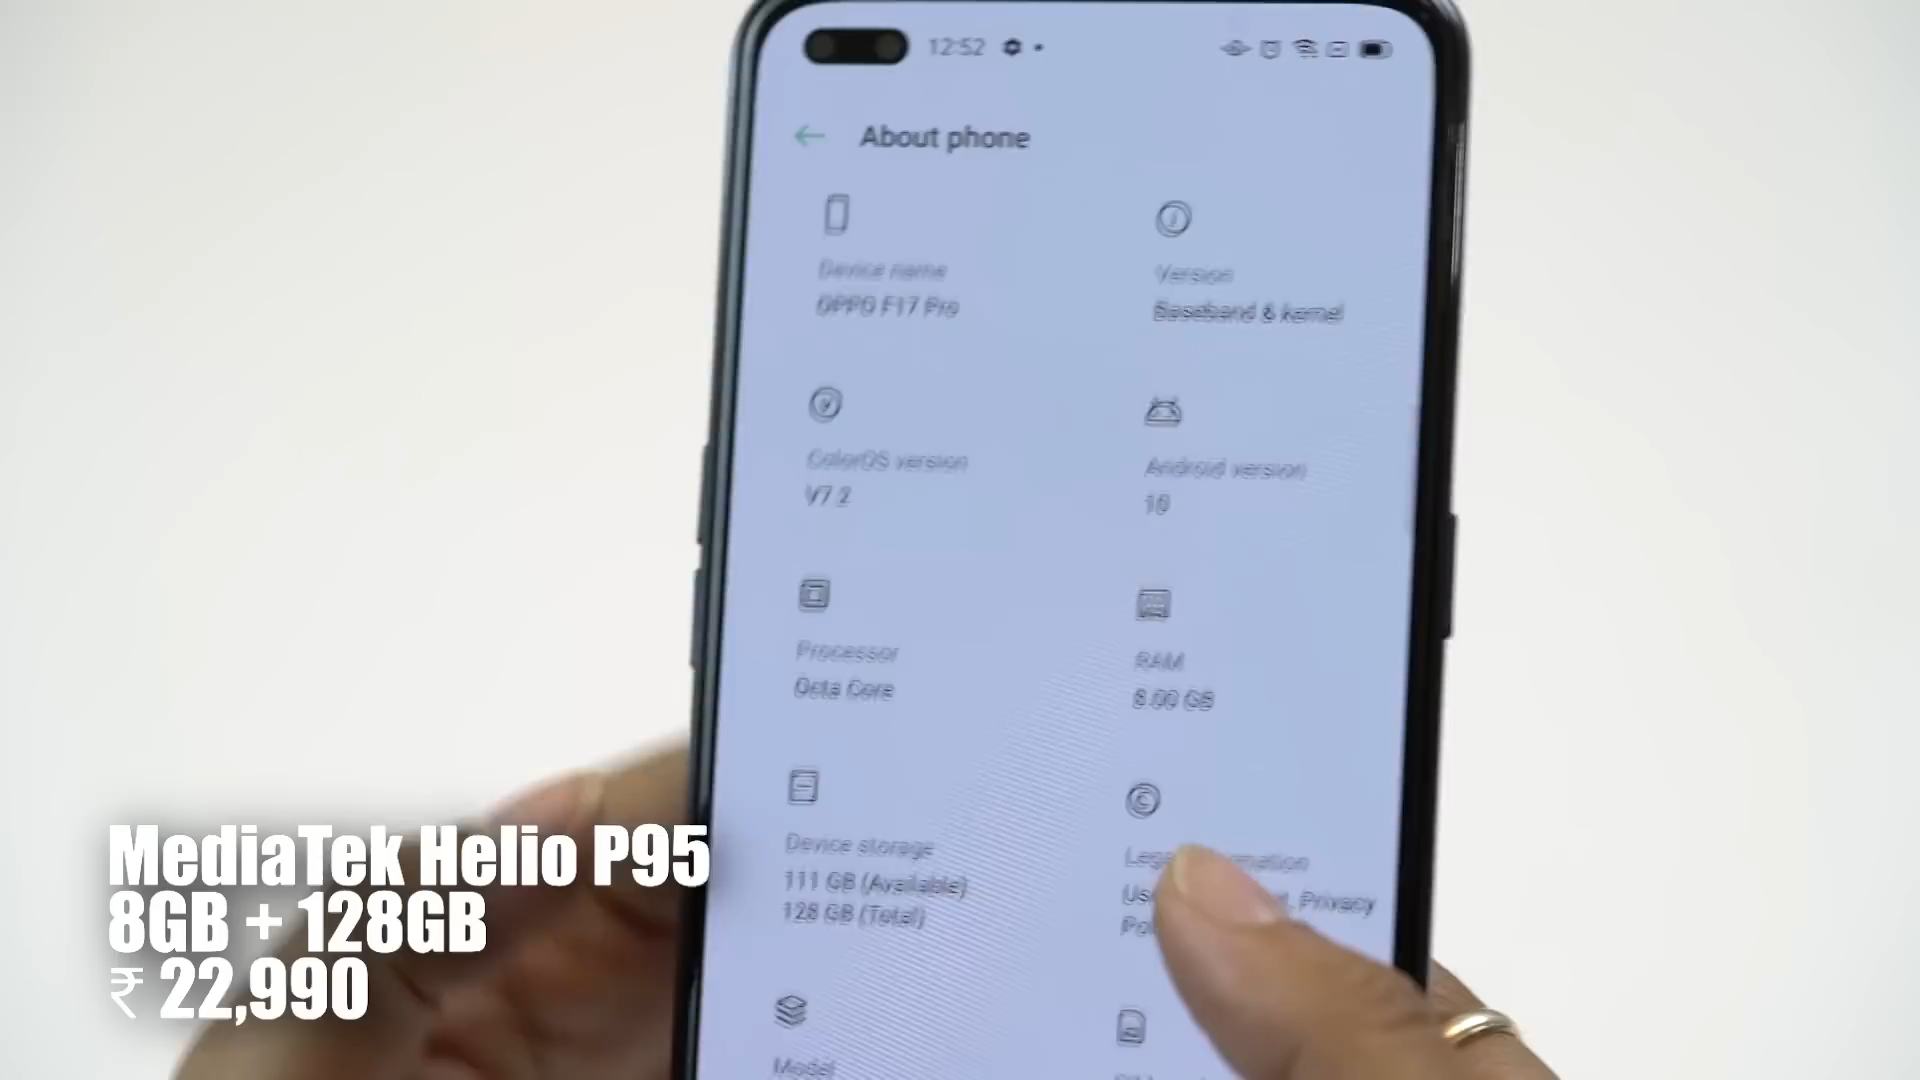 12:52
About phone
Device name
OPPO F17 Pro
Version
Baseband & kernel
ColorOS version
V7.2
Android version
10
Processor
Octa Core
RAM
8.00 GB
Device storage
111 GB (Available)
128 GB (Total)
Privacy
Model
MediaTek Helio P95
8GB + 128GB
₹ 22,990